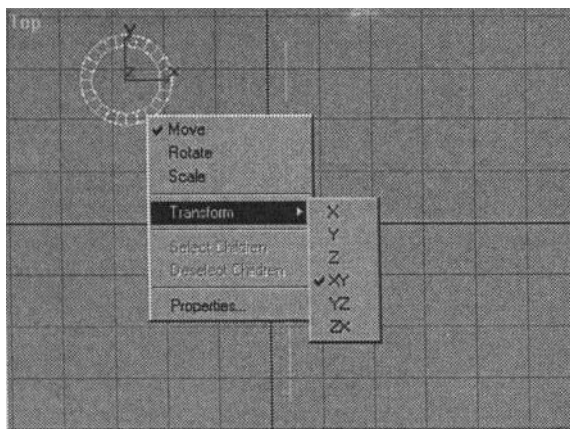 Top
Y
Z X
✔ Move
Rotate
Scale
Transform ▶
Select Children
Deselect Children
Properties...
X
Y
Z
✔ XY
YZ
ZX